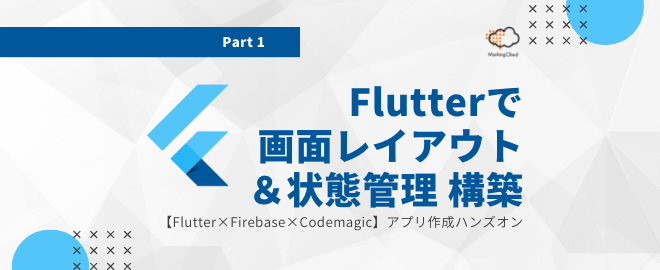 Part 1
MorkingCloud
Flutterで
画面レイアウト
&状態管理 構築
【Flutter×Firebase×Codemagic】アプリ作成ハンズオン